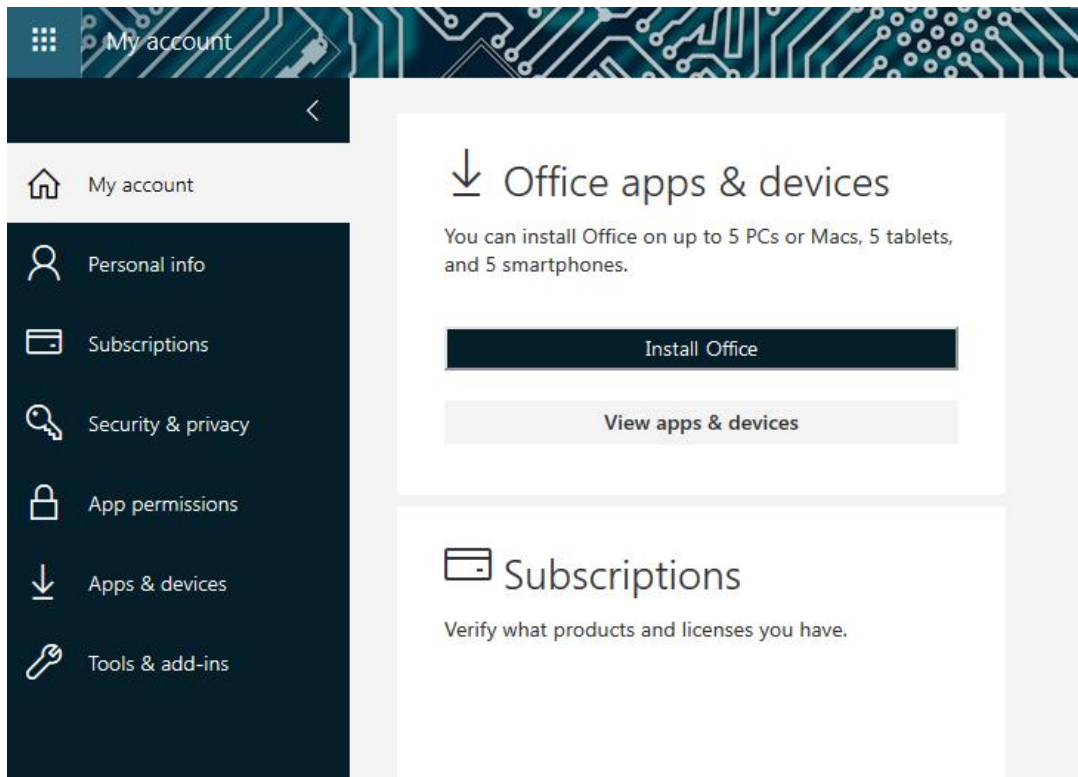 My account
My account
Personal info
Subscriptions
Security & privacy
App permissions
Apps & devices
Tools & add-ins
Office apps & devices
You can install Office on up to 5 PCs or Macs, 5 tablets,
and 5 smartphones.
Install Office
View apps & devices
Subscriptions
Verify what products and licenses you have.